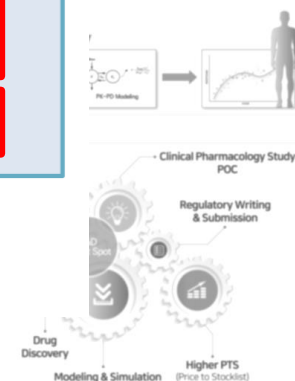 PK-PD Modeling
Clinical Pharmacology Study
POC
Regulatory Writing
& Submission
Spot
Drug
Discovery
Higher PTS
(Price to Stocklist)
Modeling & Simulation